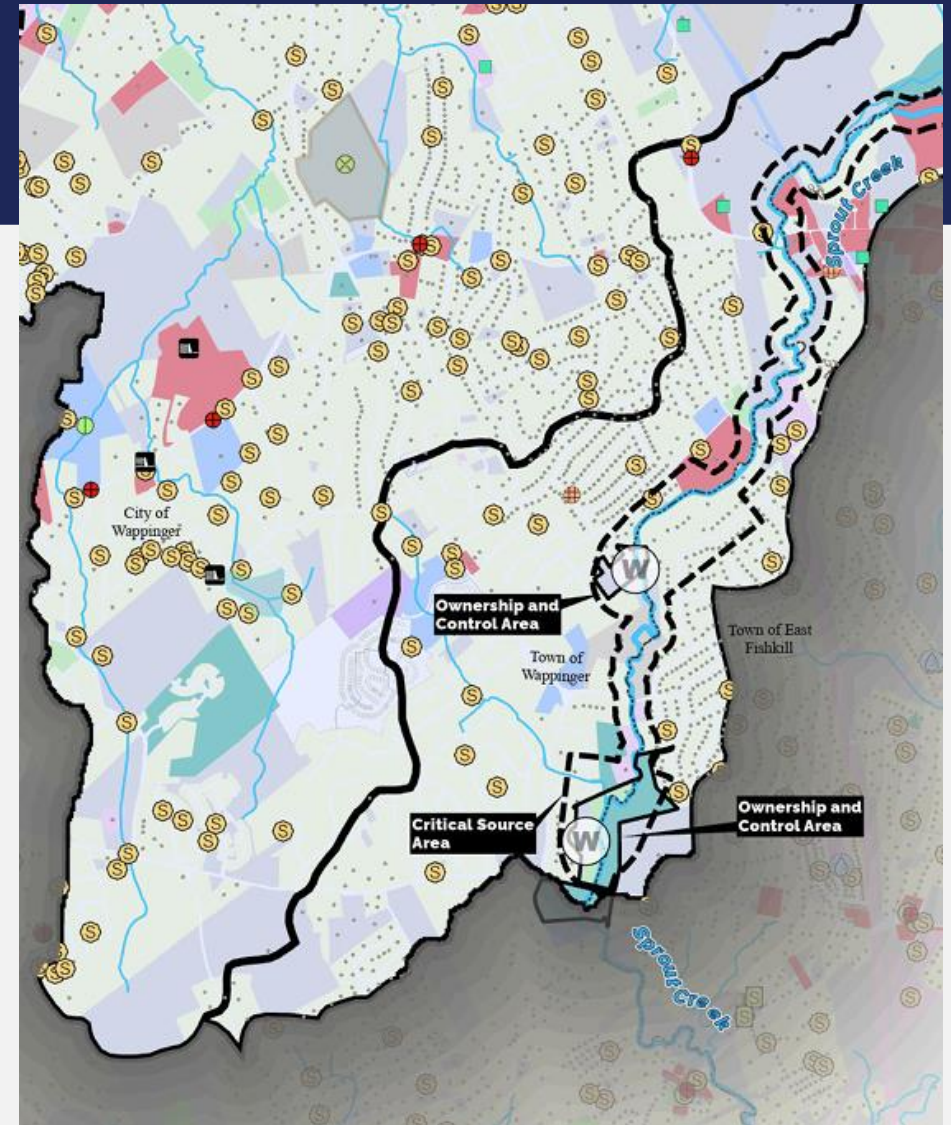 Sprout Creek
City of
Wappinger
Ownership and
Control Area
Town of
Wappinger
Town of East
Fishkill
Critical Source
Area
Ownership and
Control Area
W
W
Sprout Creek